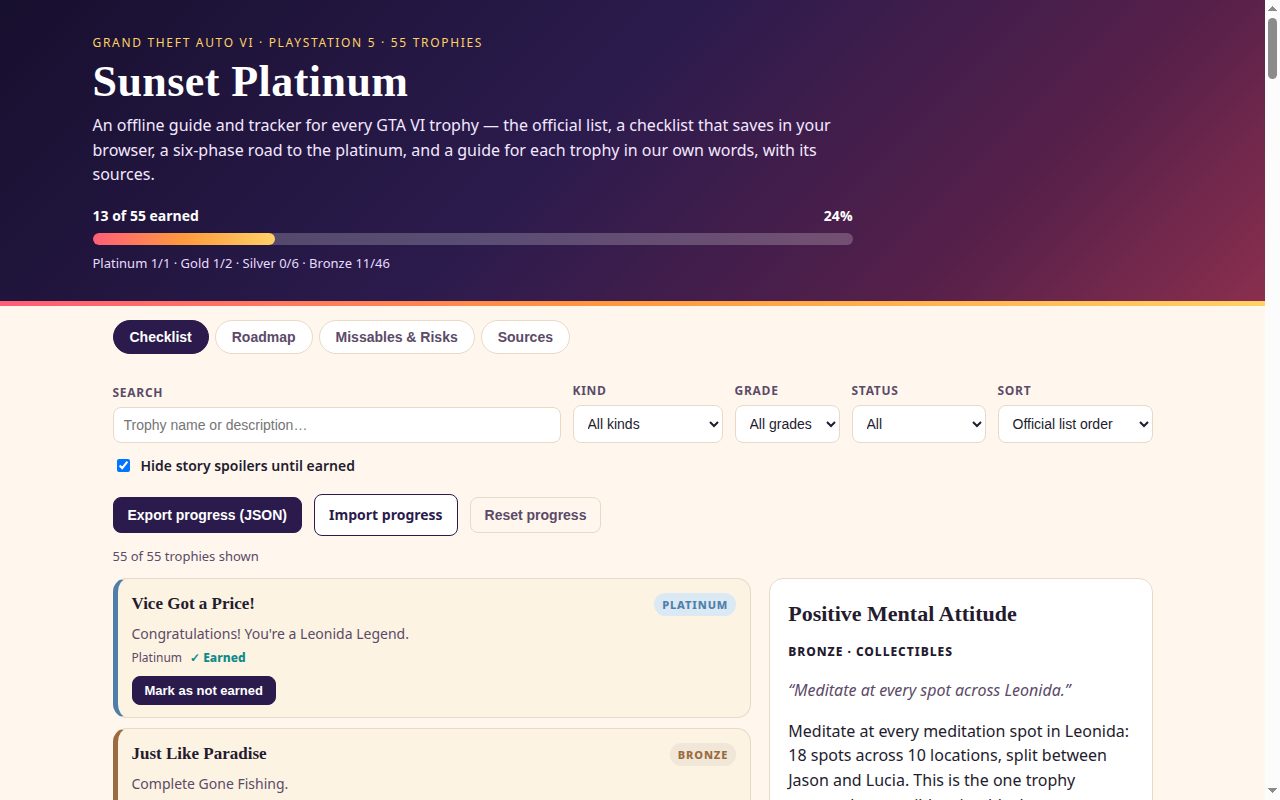 GRAND THEFT AUTO VI · PLAYSTATION 5 · 55 TROPHIES
Sunset Platinum
An offline guide and tracker for every GTA VI trophy — the official list, a checklist that saves in your
browser, a six-phase road to the platinum, and a guide for each trophy in our own words, with its
sources.
13 of 55 earned 24%
Platinum 1/1 · Gold 1/2 · Silver 0/6 · Bronze 11/46
Checklist Roadmap Missables & Risks Sources
SEARCH KIND GRADE STATUS SORT
Trophy name or description… All kinds All grades All Official list order
Hide story spoilers until earned
Export progress (JSON) Import progress Reset progress
55 of 55 trophies shown
Vice Got a Price! PLATINUM
Congratulations! You're a Leonida Legend.
Platinum ✓ Earned
Mark as not earned
Just Like Paradise BRONZE
Complete Gone Fishing.
Positive Mental Attitude
BRONZE · COLLECTIBLES
“Meditate at every spot across Leonida.”
Meditate at every meditation spot in Leonida:
18 spots across 10 locations, split between
Jason and Lucia. This is the one trophy